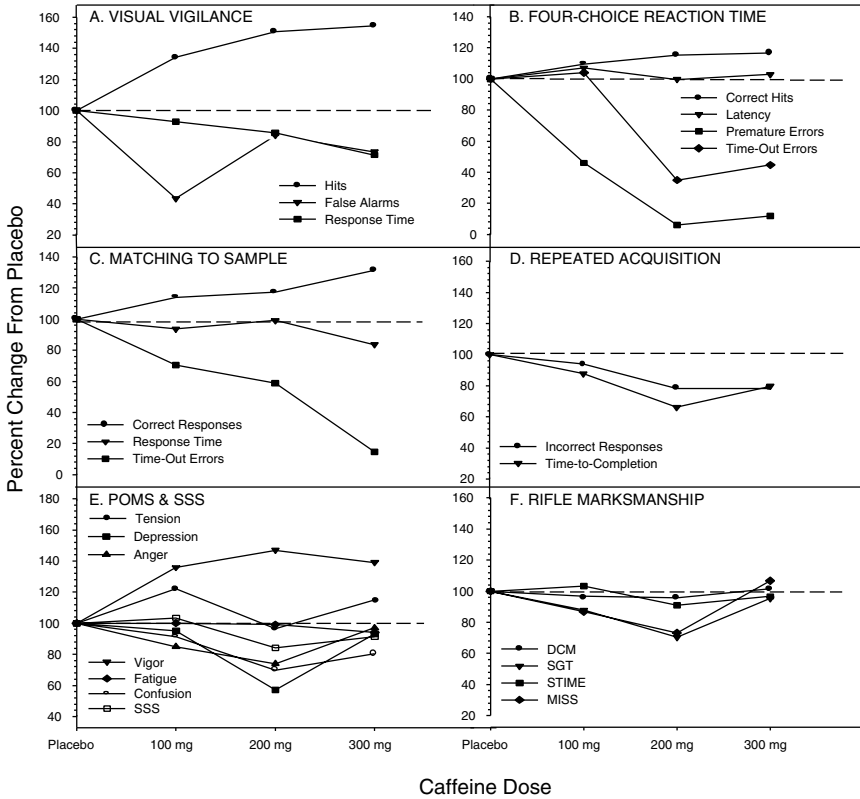 Percent Change From Placebo
A. VISUAL VIGILANCE
160
140
120
100
80
60
40
20
Hits
False Alarms
Response Time
B. FOUR-CHOICE REACTION TIME
140
120
100
80
60
40
20
0
Correct Hits
Latency
Premature Errors
Time-Out Errors
C. MATCHING TO SAMPLE
140
120
100
80
60
40
20
0
Correct Responses
Response Time
Time-Out Errors
D. REPEATED ACQUISITION
160
140
120
100
80
60
40
20
Incorrect Responses
Time-to-Completion
E. POMS & SSS
180
160
140
120
100
80
60
40
Tension
Depression
Anger
Vigor
Fatigue
Confusion
SSS
Placebo 100 mg 200 mg 300 mg
F. RIFLE MARKSMANSHIP
160
140
120
100
80
60
40
20
DCM
SGT
STIME
MISS
Placebo 100 mg 200 mg 300 mg
Caffeine Dose